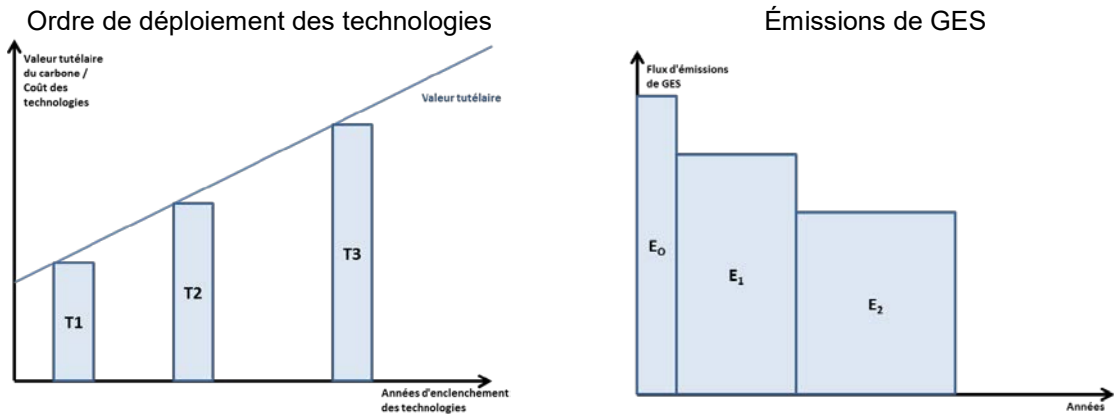 Ordre de déploiement des technologies
Valeur tutélaire
du carbone /
Coût des
technologies
Valeur tutélaire
T1
T2
T3
Années d'enclenchement
des technologies
Émissions de GES
Flux d'émissions
de GES
E₀
E₁
E₂
Années